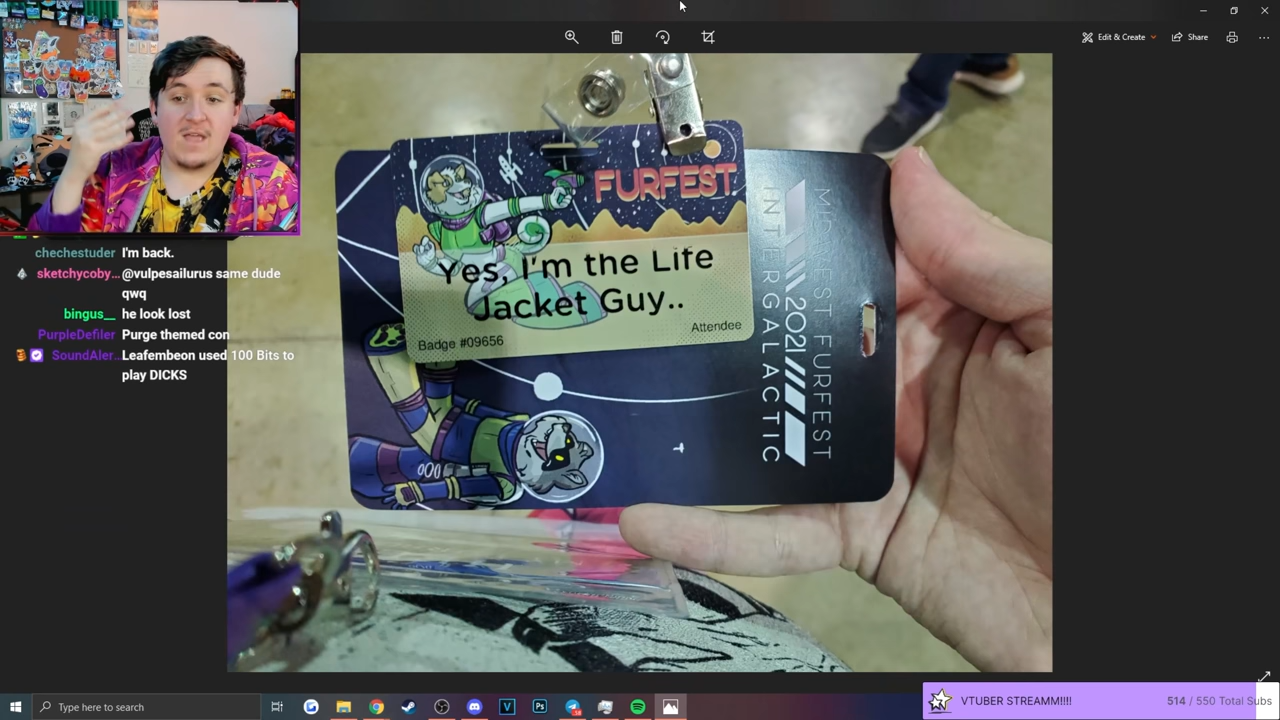 Edit & Create
Share
FURFEST
Yes, I'm the Life
Jacket Guy..
Attendee
Badge #09656
MIDWEST FURFEST
2021
INTERGALACTIC
chechestuder I'm back.
sketchycoby... @vulpesailurus same dude
qwq
bingus__ he look lost
PurpleDefiler Purge themed con
SoundAler... Leafembeon used 100 Bits to
play DICKS
Type here to search
VTUBER STREAMM!!!!
514 / 550 Total Subs